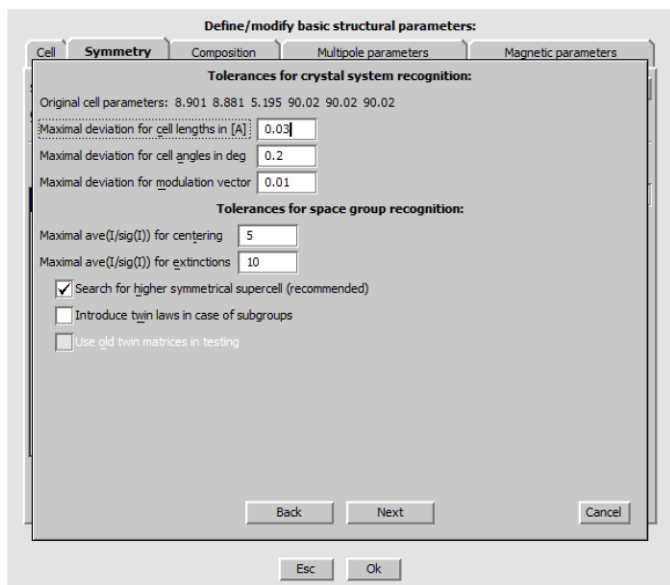 Define/modify basic structural parameters:
Cell Symmetry Composition Multipole parameters Magnetic parameters
Tolerances for crystal system recognition:
Original cell parameters: 8.901 8.881 5.195 90.02 90.02 90.02
Maximal deviation for cell lengths in [A] 0.03
Maximal deviation for cell angles in deg 0.2
Maximal deviation for modulation vector 0.01
Tolerances for space group recognition:
Maximal ave(I/sig(I)) for centering 5
Maximal ave(I/sig(I)) for extinctions 10
Search for higher symmetrical supercell (recommended)
Introduce twin laws in case of subgroups
Use old twin matrices in testing
Back Next Cancel
Esc Ok